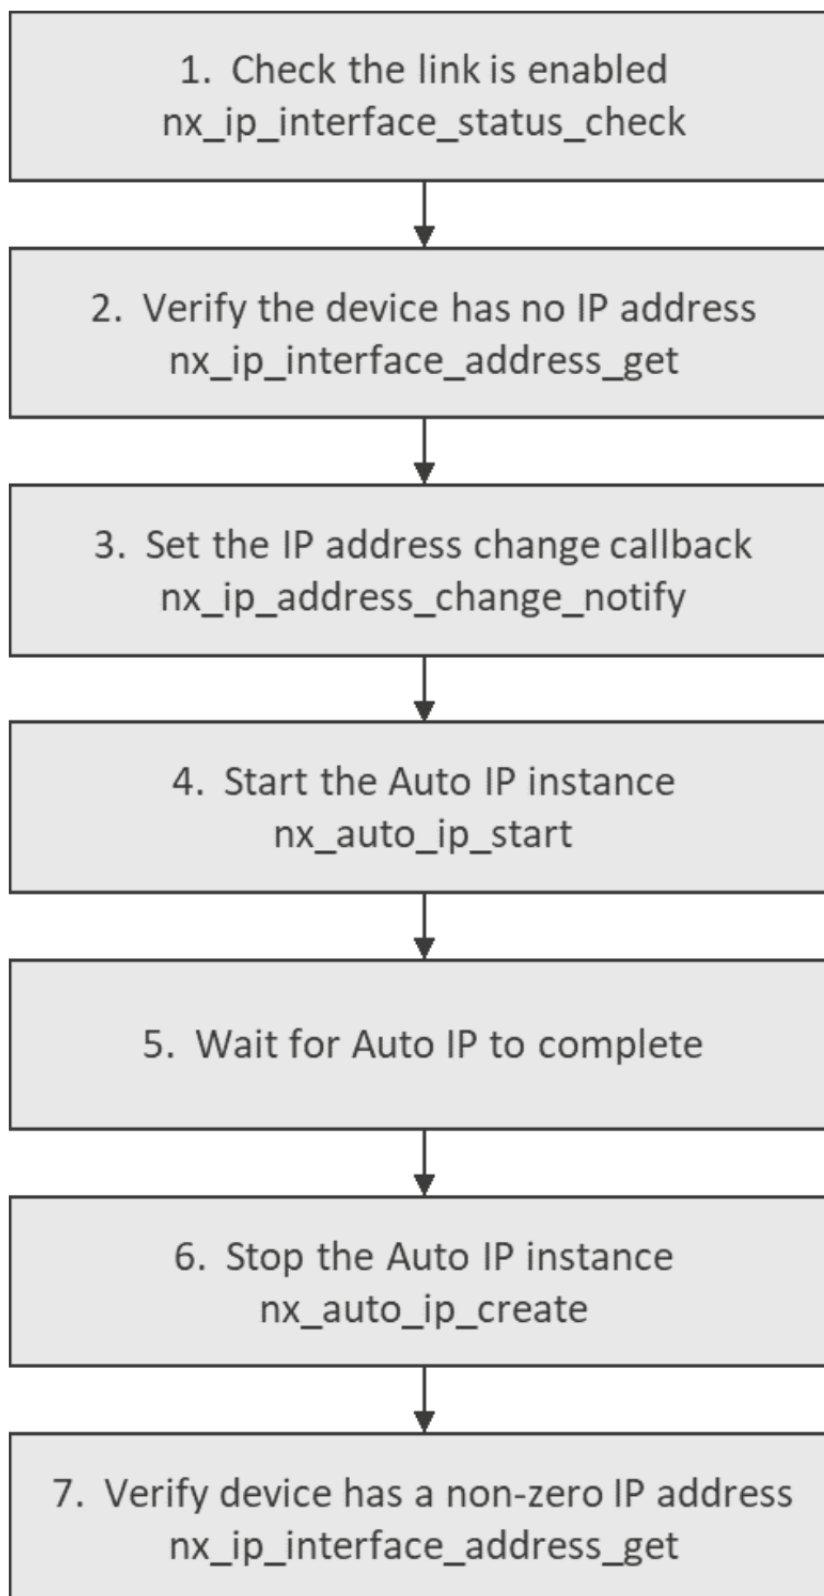 1. Check the link is enabled
nx_ip_interface_status_check
2. Verify the device has no IP address
nx_ip_interface_address_get
3. Set the IP address change callback
nx_ip_address_change_notify
4. Start the Auto IP instance
nx_auto_ip_start
5. Wait for Auto IP to complete
6. Stop the Auto IP instance
nx_auto_ip_create
7. Verify device has a non-zero IP address
nx_ip_interface_address_get